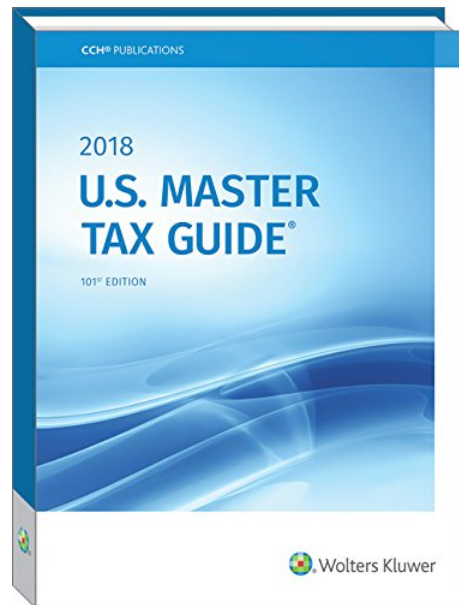 CCH® PUBLICATIONS
2018
U.S. MASTER
TAX GUIDE®
101ST EDITION
Wolters Kluwer